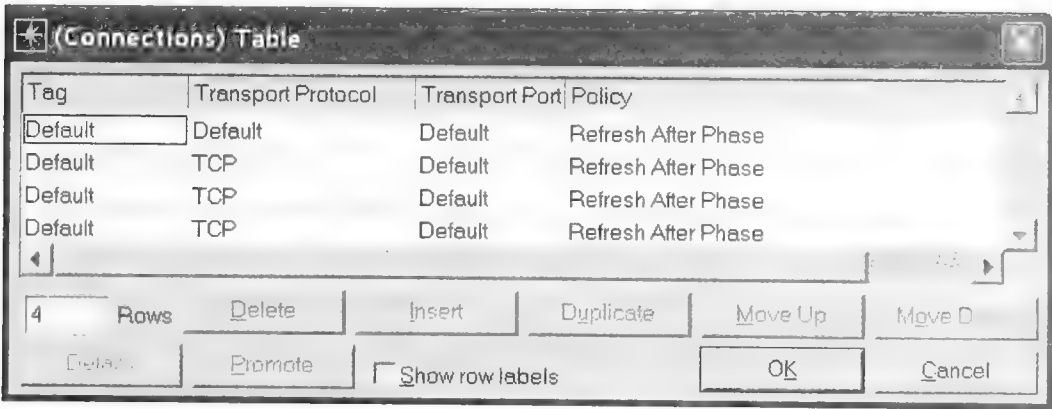 (Connections) Table
Tag Transport Protocol Transport Port Policy
Default Default Default Refresh After Phase
Default TCP Default Refresh After Phase
Default TCP Default Refresh After Phase
Default TCP Default Refresh After Phase
4 Rows Delete Insert Duplicate Move Up Move D
Promote Show row labels OK Cancel